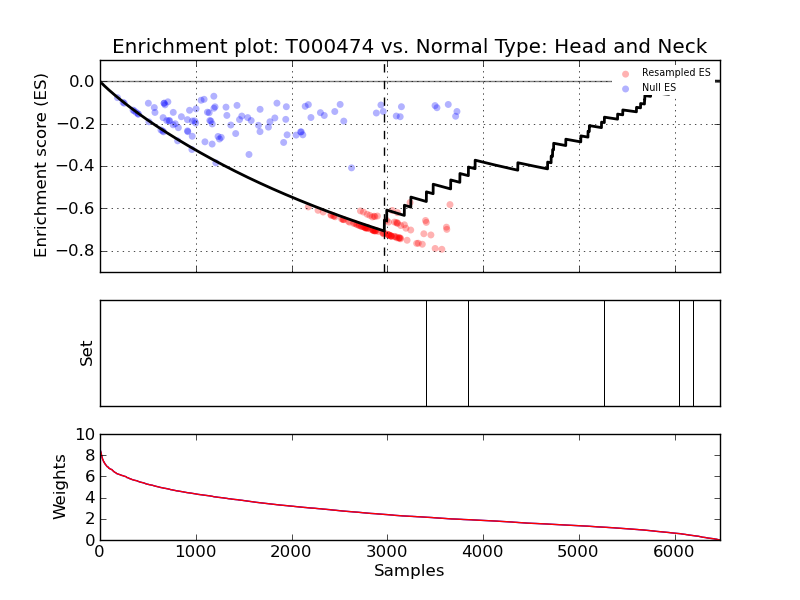 Enrichment plot: T000474 vs. Normal Type: Head and Neck
Enrichment score (ES)
0.0
−0.2
−0.4
−0.6
−0.8
Resampled ES
Null ES
Set
Weights
10
8
6
4
2
0
0 1000 2000 3000 4000 5000 6000
Samples